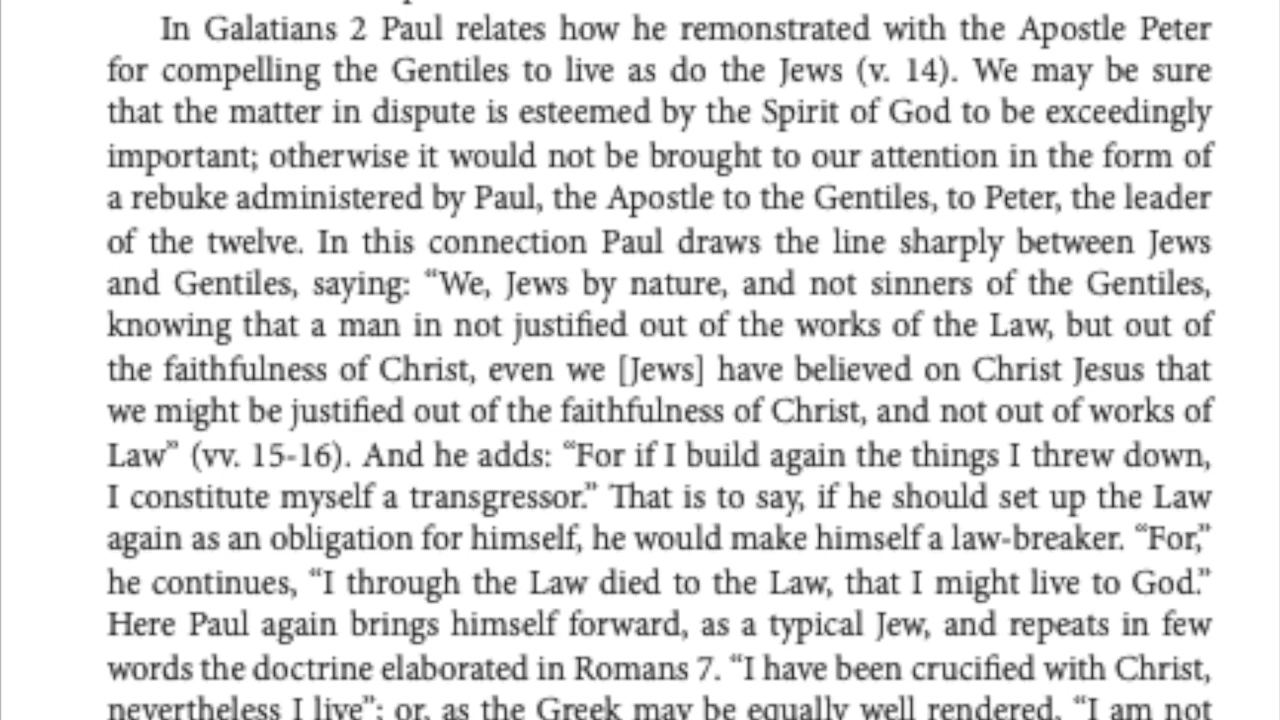 In Galatians 2 Paul relates how he remonstrated with the Apostle Peter
for compelling the Gentiles to live as do the Jews (v. 14). We may be sure
that the matter in dispute is esteemed by the Spirit of God to be exceedingly
important; otherwise it would not be brought to our attention in the form of
a rebuke administered by Paul, the Apostle to the Gentiles, to Peter, the leader
of the twelve. In this connection Paul draws the line sharply between Jews
and Gentiles, saying: “We, Jews by nature, and not sinners of the Gentiles,
knowing that a man in not justified out of the works of the Law, but out of
the faithfulness of Christ, even we [Jews] have believed on Christ Jesus that
we might be justified out of the faithfulness of Christ, and not out of works of
Law” (vv. 15-16). And he adds: “For if I build again the things I threw down,
I constitute myself a transgressor.” That is to say, if he should set up the Law
again as an obligation for himself, he would make himself a law-breaker. “For,”
he continues, “I through the Law died to the Law, that I might live to God.”
Here Paul again brings himself forward, as a typical Jew, and repeats in few
words the doctrine elaborated in Romans 7. “I have been crucified with Christ,
nevertheless I live”; or, as the Greek may be equally well rendered, “I am not